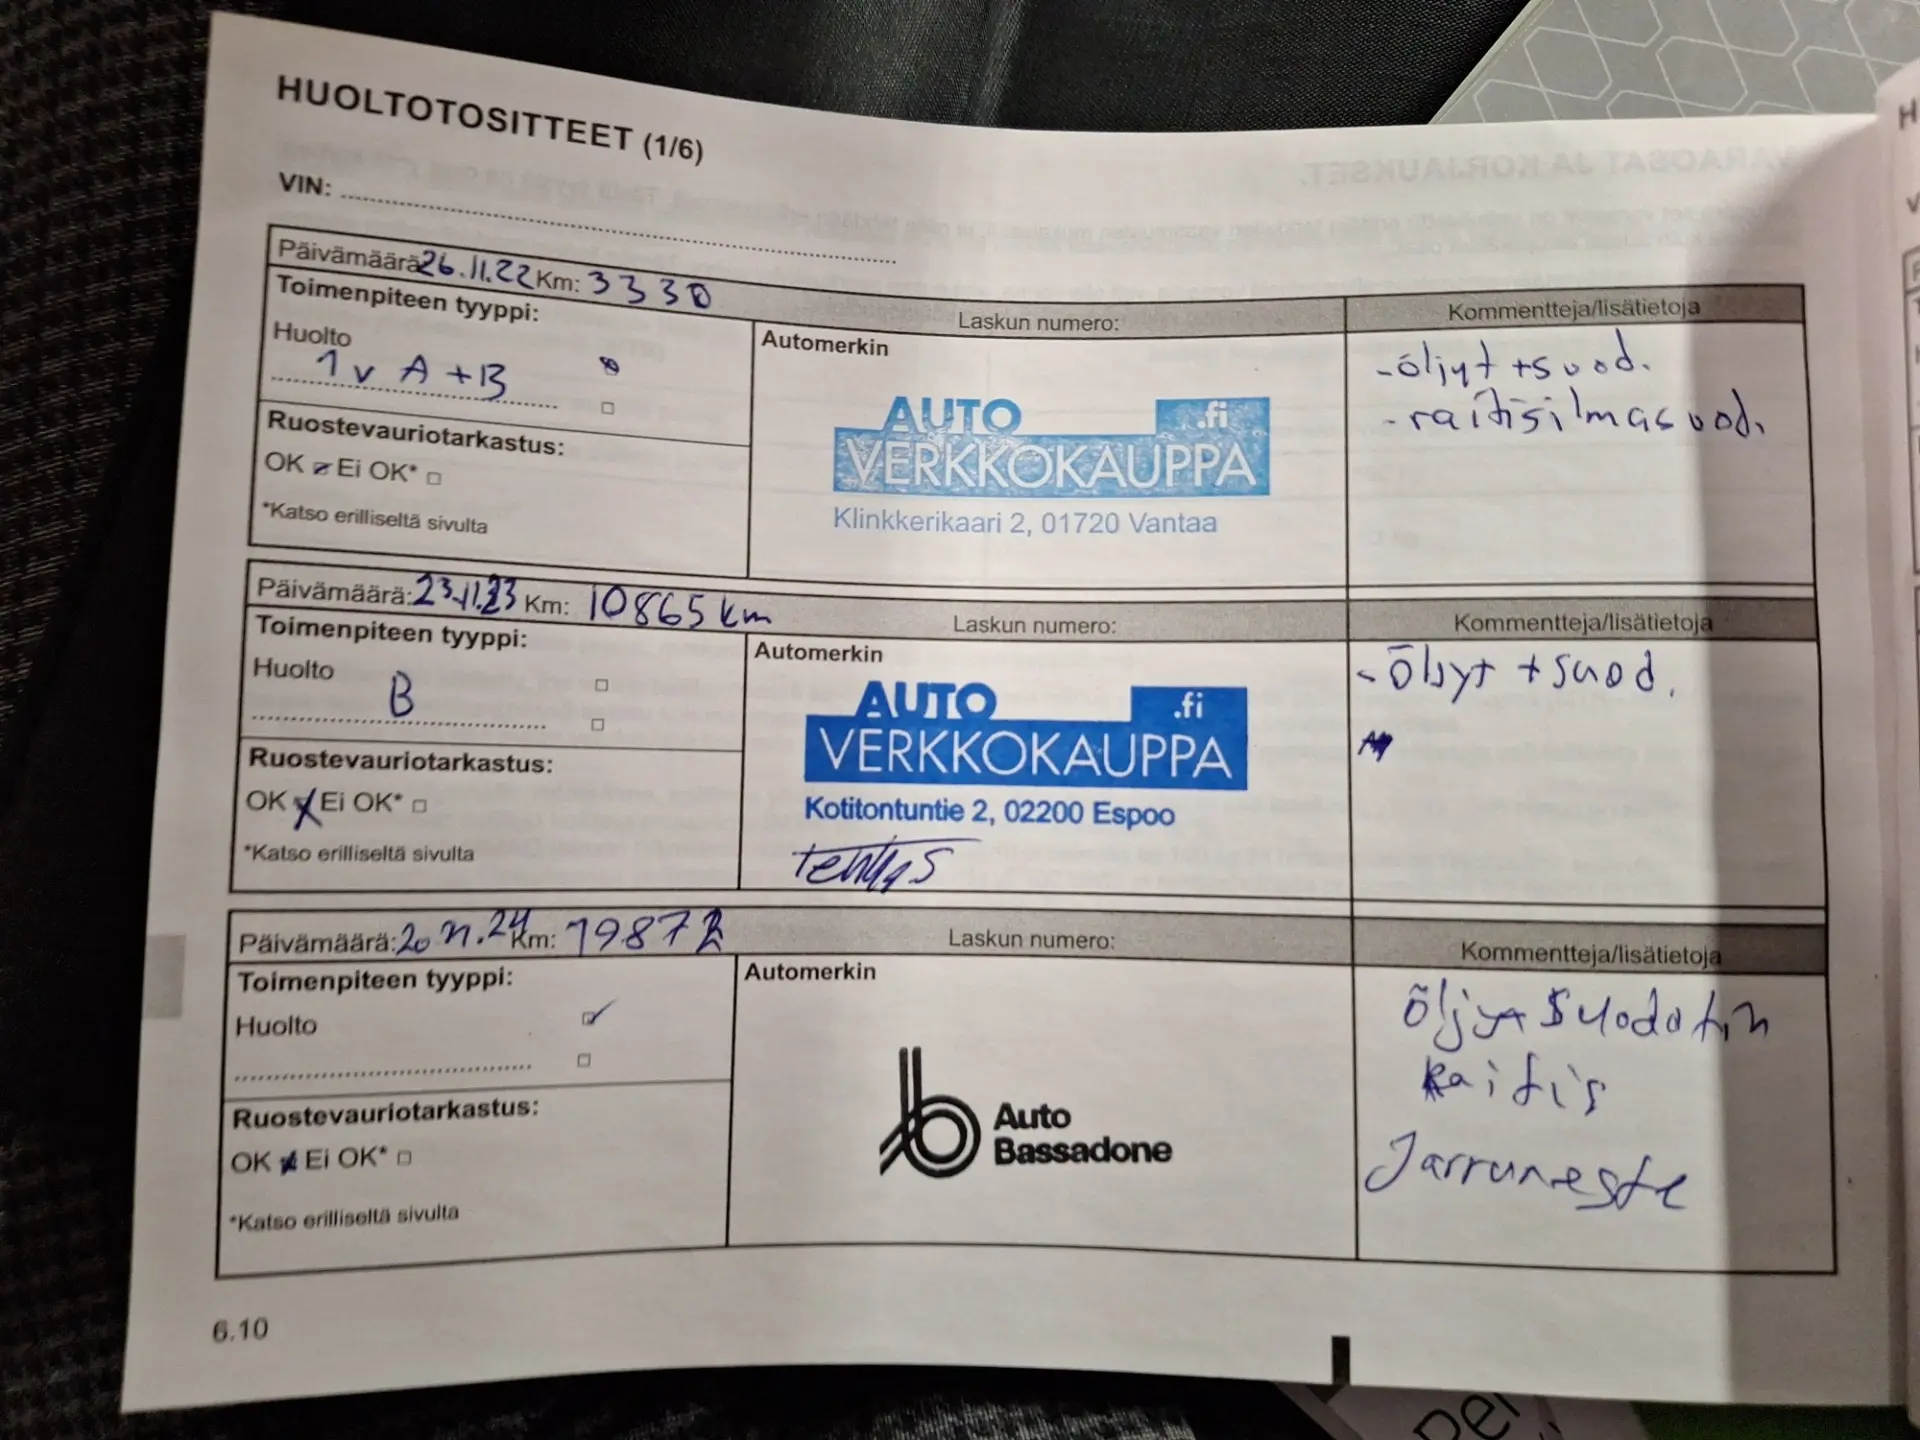 HUOLTOTOSITTEET (1/6)
VIN:
Päivämäärä 26.11.22 Km: 3330
Laskun numero:
Kommentteja/lisätietoja
Toimenpiteen tyyppi:
Huolto
1 v A+B
Automerkin
AUTO .fi
VERKKOKAUPPA
Klinkkerikaari 2, 01720 Vantaa
-öljyt +suod.
-raitisilmasuod.
Ruostevauriotarkastus:
OK Ei OK*
*Katso erilliseltä sivulta
Päivämäärä: 23.11.23 Km: 10865 km
Laskun numero:
Kommentteja/lisätietoja
Toimenpiteen tyyppi:
Huolto
B
Automerkin
AUTO .fi
VERKKOKAUPPA
Kotitontuntie 2, 02200 Espoo
-Öljyt +suod.
Ruostevauriotarkastus:
OK Ei OK*
*Katso erilliseltä sivulta
Päivämäärä: 20.11.24 Km: 19872
Laskun numero:
Kommentteja/lisätietoja
Toimenpiteen tyyppi:
Huolto
Automerkin
Auto
Bassadone
öljyt Suodatin
Raitis
Jarruneste
Ruostevauriotarkastus:
OK Ei OK*
*Katso erilliseltä sivulta
6.10